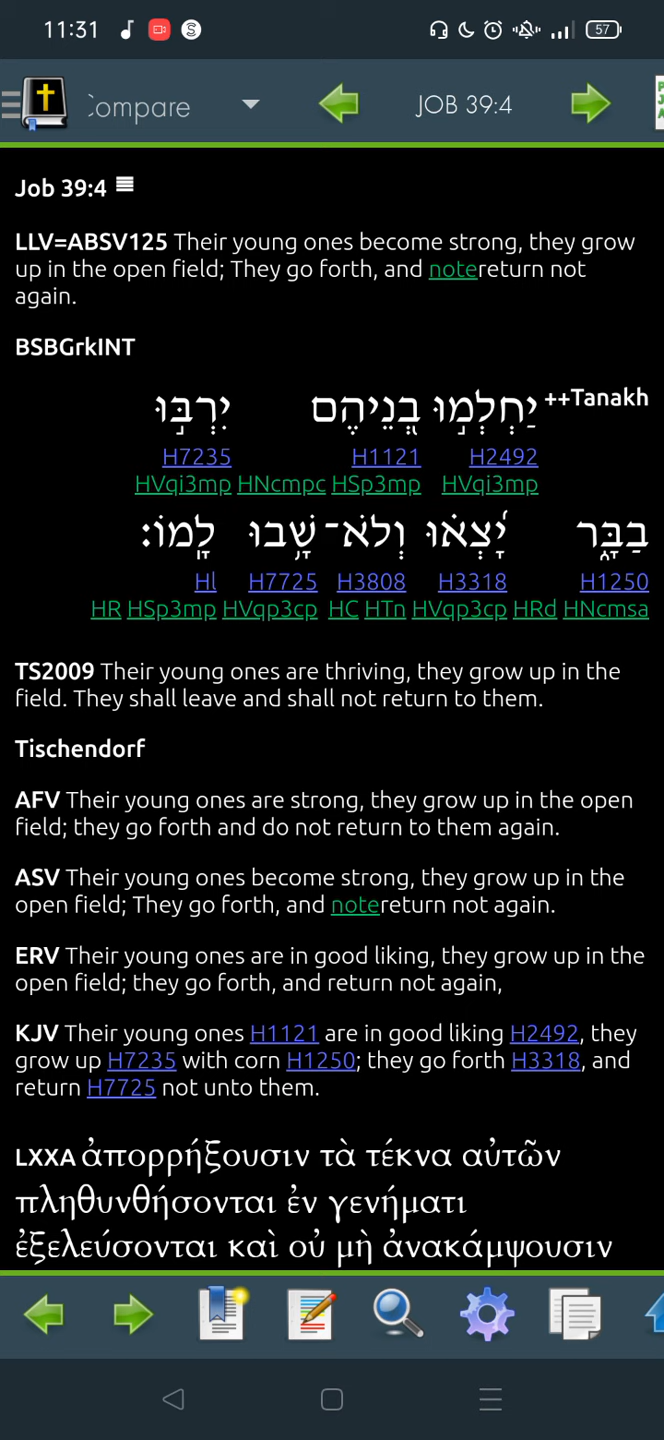 11:31
57
Compare
JOB 39:4
Job 39:4
LLV=ABSV125 Their young ones become strong, they grow
up in the open field; They go forth, and notereturn not
again.
BSBGrkINT
++Tanakh יַחְלְמ֣וּ בְ֭נֵיהֶם יִרְבּ֣וּ
H2492 H1121 H7235
HVqi3mp HSp3mp HNcmpc HVqi3mp
בַבָּ֑ר יָ֝צְא֗וּ וְלֹא־ שָׁ֥בוּ לָֽמוֹ׃
H1250 H3318 H3808 H7725 Hl
HNcmsa HRd HVqp3cp HTn HC HVqp3cp HSp3mp HR
TS2009 Their young ones are thriving, they grow up in the
field. They shall leave and shall not return to them.
Tischendorf
AFV Their young ones are strong, they grow up in the open
field; they go forth and do not return to them again.
ASV Their young ones become strong, they grow up in the
open field; They go forth, and notereturn not again.
ERV Their young ones are in good liking, they grow up in the
open field; they go forth, and return not again,
KJV Their young ones H1121 are in good liking H2492, they
grow up H7235 with corn H1250; they go forth H3318, and
return H7725 not unto them.
LXXA ἀπορρήξουσιν τὰ τέκνα αὐτῶν
πληθυνθήσονται ἐν γενήματι
ἐξελεύσονται καὶ οὐ μὴ ἀνακάμψουσιν